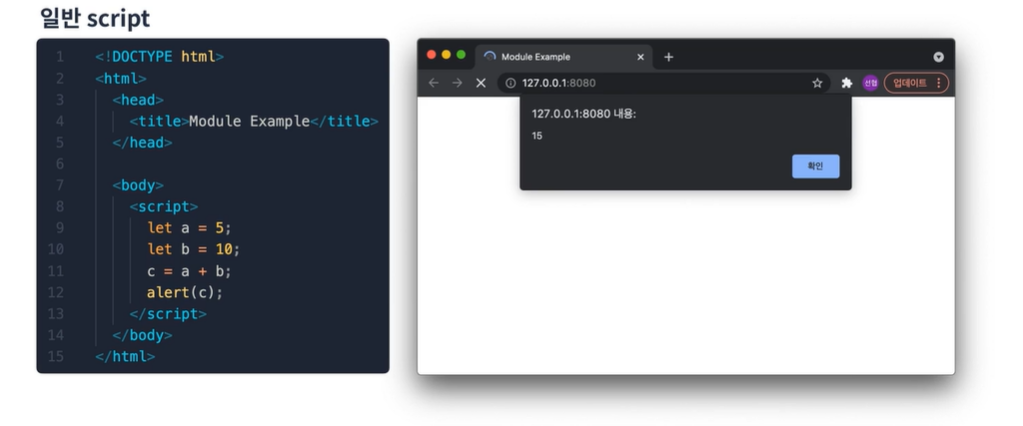 일반 script
1 <!DOCTYPE html>
2 <html>
3 <head>
4 <title>Module Example</title>
5 </head>
6
7 <body>
8 <script>
9 let a = 5;
10 let b = 10;
11 c = a + b;
12 alert(c);
13 </script>
14 </body>
15 </html>
Module Example
127.0.0.1:8080
선협
업데이트
127.0.0.1:8080 내용:
15
확인